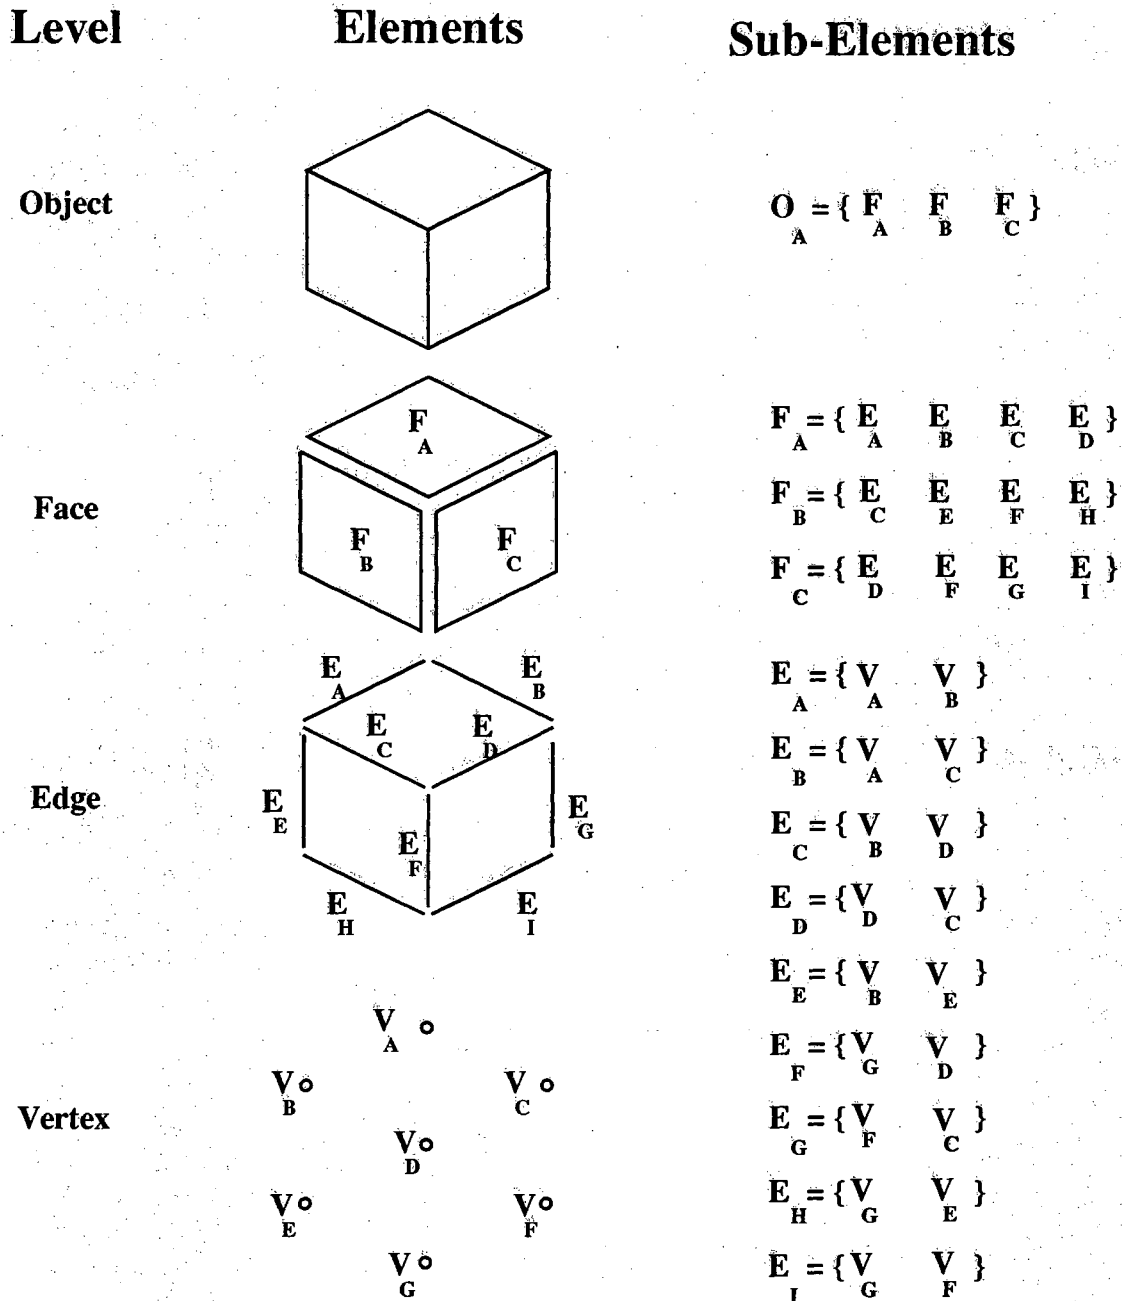 Level Elements Sub-Elements
Object
O_A = { F_A F_B F_C }
F_A
F_B F_C
Face
F_A = { E_A E_B E_C E_D }
F_B = { E_C E_E E_F E_H }
F_C = { E_D E_F E_G E_I }
E_A E_B
E_C E_D
E_E E_F E_G
E_H E_I
Edge
E_A = { V_A V_B }
E_B = { V_A V_C }
E_C = { V_B V_D }
E_D = { V_D V_C }
E_E = { V_B V_E }
E_F = { V_G V_D }
E_G = { V_F V_C }
E_H = { V_G V_E }
E_I = { V_G V_F }
V_A
V_B V_C
V_D
V_E V_F
V_G
Vertex